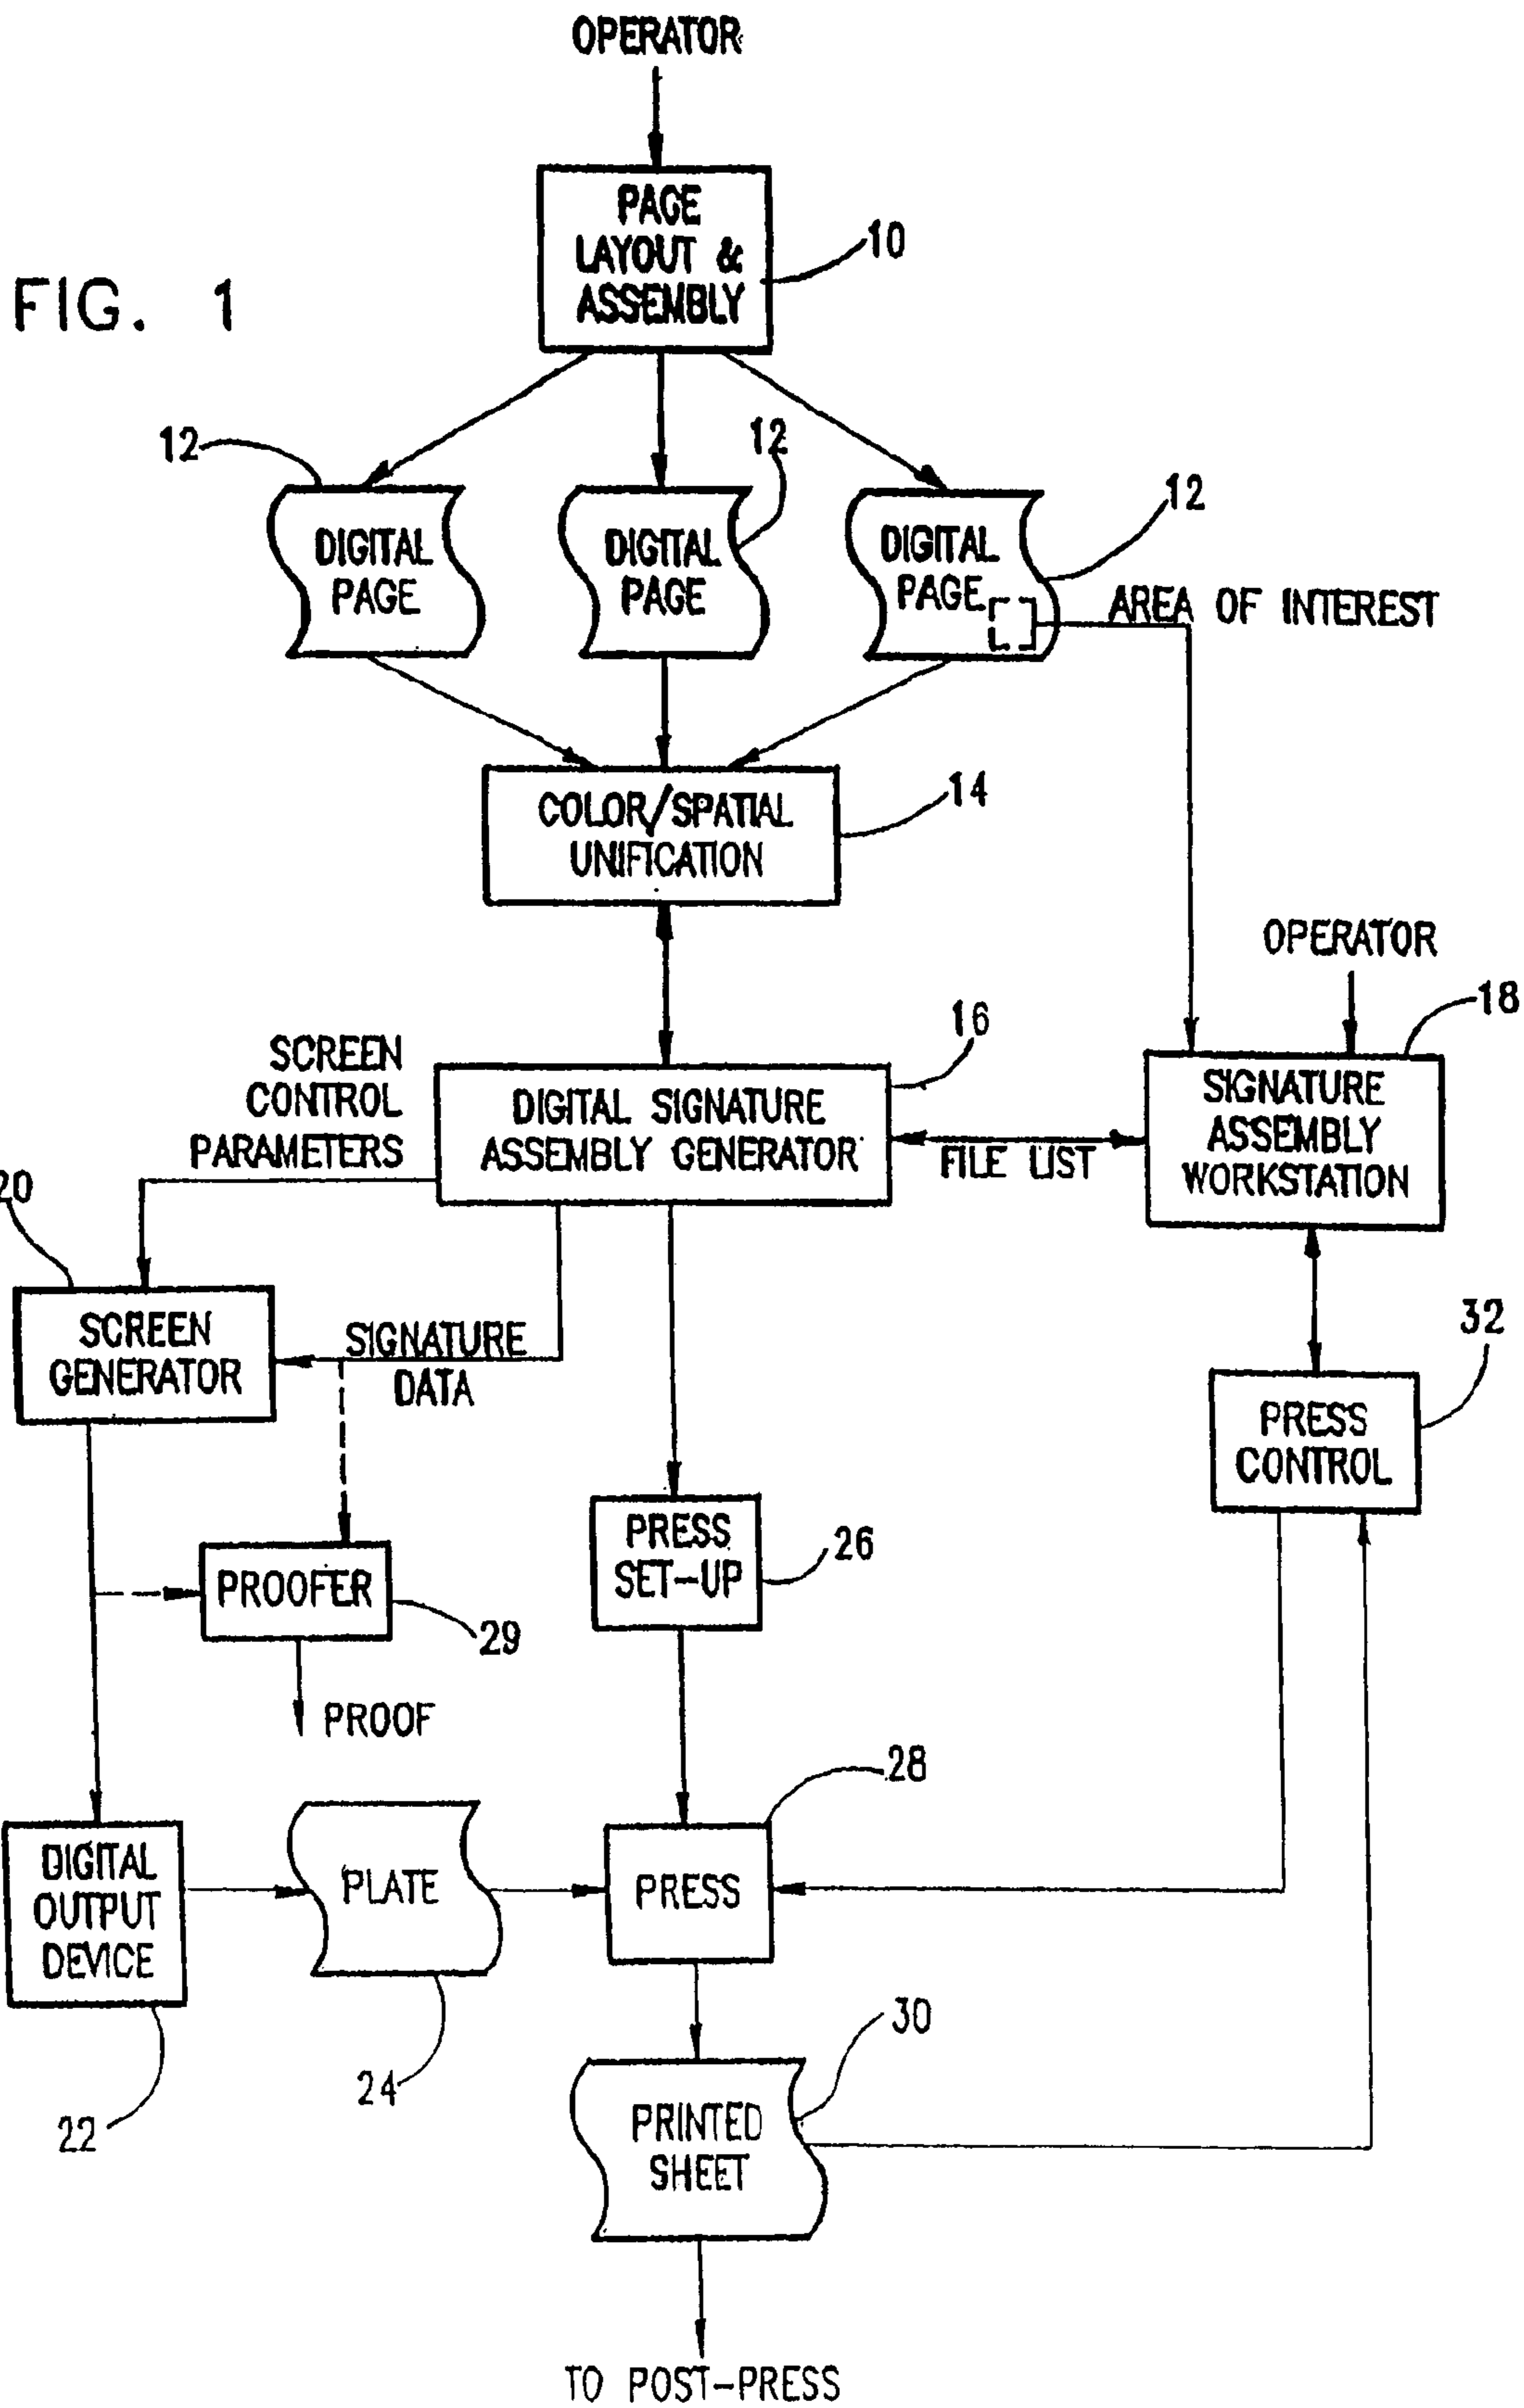 OPERATOR
PAGE
LAYOUT &
ASSEMBLY
10
FIG. 1
12
12
12
DIGITAL
PAGE
DIGITAL
PAGE
DIGITAL
PAGE
AREA OF INTEREST
COLOR/SPATIAL
UNIFICATION
14
OPERATOR
18
16
SCREEN
CONTROL
PARAMETERS
DIGITAL SIGNATURE
ASSEMBLY GENERATOR
FILE LIST
SIGNATURE
ASSEMBLY
WORKSTATION
20
SCREEN
GENERATOR
SIGNATURE
DATA
32
PRESS
CONTROL
PRESS
SET-UP
26
PROOFER
29
PROOF
28
DIGITAL
OUTPUT
DEVICE
PLATE
PRESS
22
24
30
PRINTED
SHEET
TO POST-PRESS